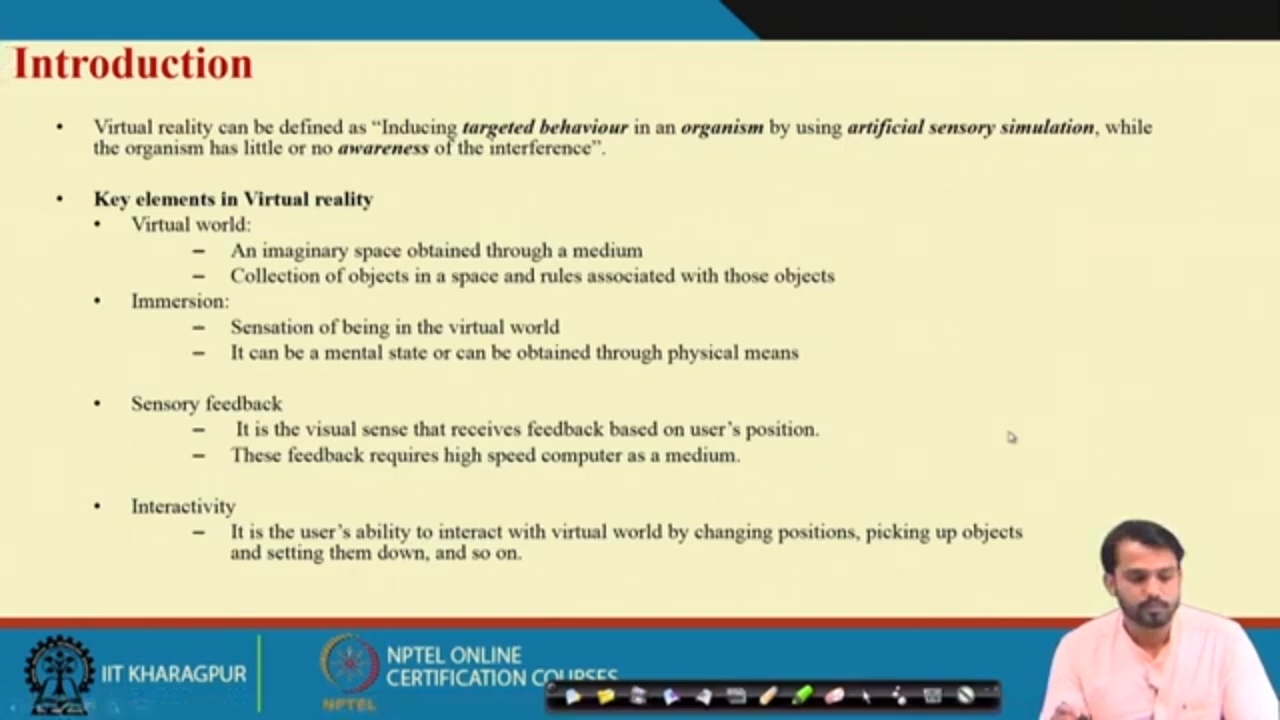 Introduction
• Virtual reality can be defined as “Inducing targeted behaviour in an organism by using artificial sensory simulation, while
the organism has little or no awareness of the interference”.
• Key elements in Virtual reality
• Virtual world:
– An imaginary space obtained through a medium
– Collection of objects in a space and rules associated with those objects
• Immersion:
– Sensation of being in the virtual world
– It can be a mental state or can be obtained through physical means
• Sensory feedback
– It is the visual sense that receives feedback based on user’s position.
– These feedback requires high speed computer as a medium.
• Interactivity
– It is the user’s ability to interact with virtual world by changing positions, picking up objects
and setting them down, and so on.
IIT KHARAGPUR
NPTEL
NPTEL ONLINE
CERTIFICATION COURSES